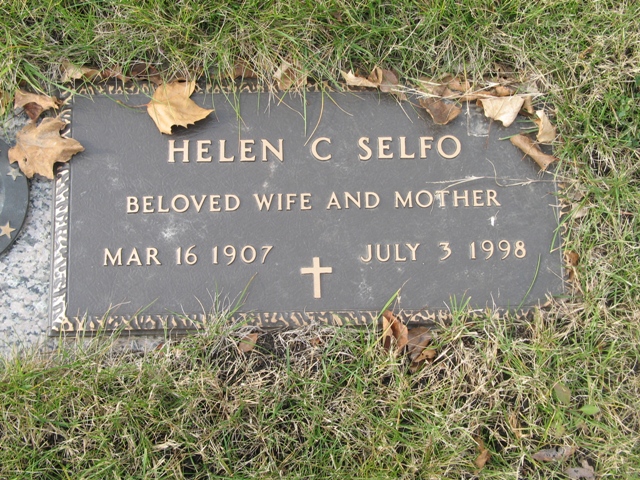 HELEN C SELFO
BELOVED WIFE AND MOTHER
MAR 16 1907 JULY 3 1998